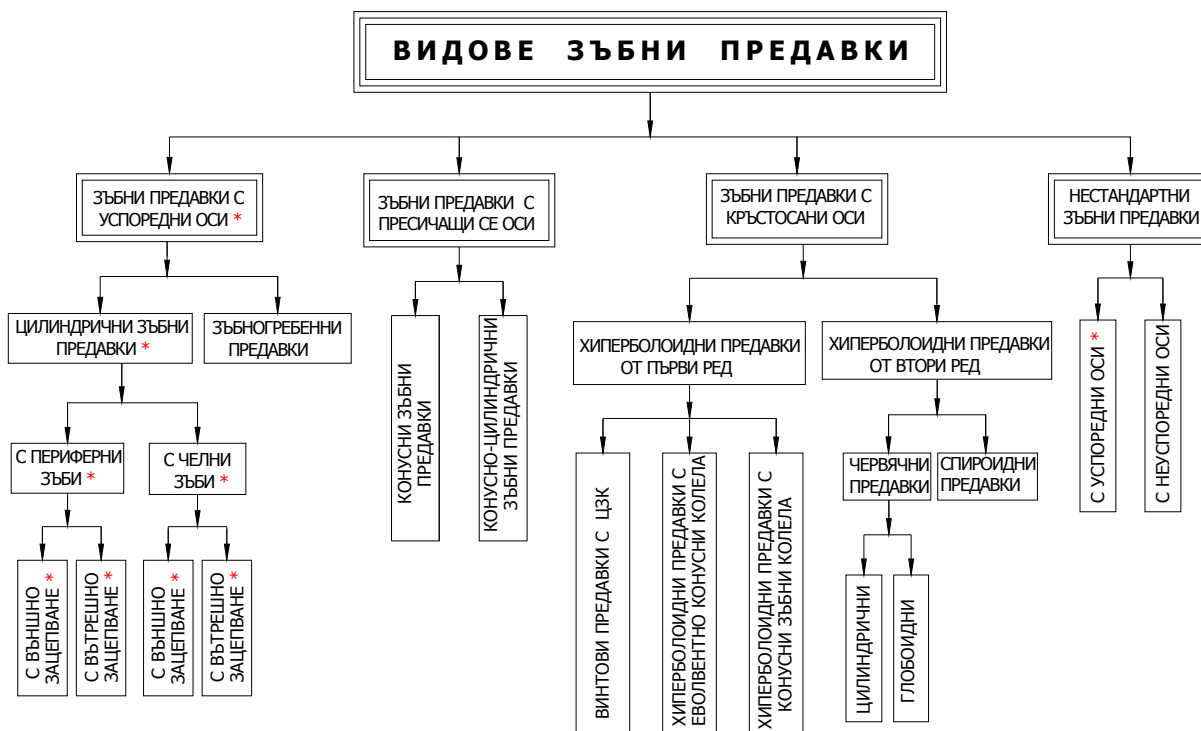 ВИДОВЕ ЗЪБНИ ПРЕДАВКИ
ЗЪБНИ ПРЕДАВКИ С
УСПОРЕДНИ ОСИ *
ЗЪБНИ ПРЕДАВКИ С
ПРЕСИЧАЩИ СЕ ОСИ
ЗЪБНИ ПРЕДАВКИ С
КРЪСТОСАНИ ОСИ
НЕСТАНДАРТНИ
ЗЪБНИ ПРЕДАВКИ
ЦИЛИНДРИЧНИ ЗЪБНИ
ПРЕДАВКИ *
ЗЪБНОГРЕБЕННИ
ПРЕДАВКИ
КОНУСНИ ЗЪБНИ
ПРЕДАВКИ
КОНУСНО-ЦИЛИНДРИЧНИ
ЗЪБНИ ПРЕДАВКИ
ХИПЕРБОЛОИДНИ ПРЕДАВКИ
ОТ ПЪРВИ РЕД
ХИПЕРБОЛОИДНИ ПРЕДАВКИ
ОТ ВТОРИ РЕД
С УСПОРЕДНИ ОСИ *
С НЕУСПОРЕДНИ ОСИ
С ПЕРИФЕРНИ
ЗЪБИ *
С ЧЕЛНИ
ЗЪБИ *
ВИНТОВИ ПРЕДАВКИ С ЦЗК
ХИПЕРБОЛОИДНИ ПРЕДАВКИ С
ЕВОЛВЕНТНО КОНУСНИ КОЛЕЛА
ХИПЕРБОЛОИДНИ ПРЕДАВКИ С
КОНУСНИ ЗЪБНИ КОЛЕЛА
ЧЕРВЯЧНИ
ПРЕДАВКИ
СПИРОИДНИ
ПРЕДАВКИ
С ВЪНШНО
ЗАЦЕПВАНЕ *
С ВЪТРЕШНО
ЗАЦЕПВАНЕ *
С ВЪНШНО
ЗАЦЕПВАНЕ *
С ВЪТРЕШНО
ЗАЦЕПВАНЕ *
ЦИЛИНДРИЧНИ
ГЛОБОИДНИ